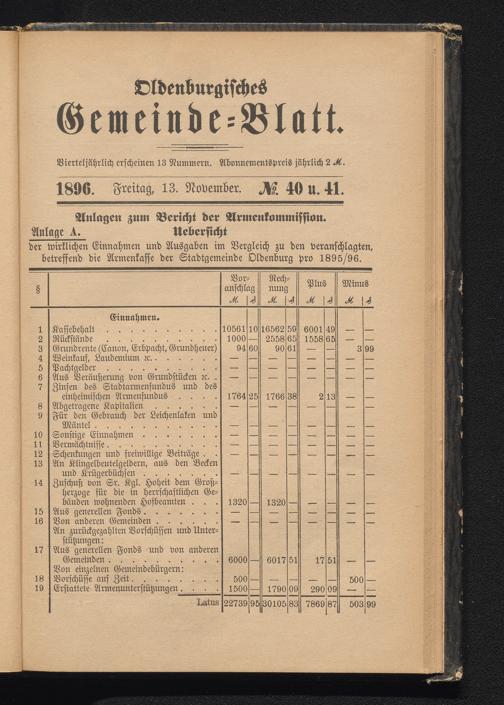 Oldenburgisches
Gemeinde-Blatt.
Vierteljährlich erscheinen 13 Nummern. Abonnementspreis jährlich 2 M.
1896. Freitag, 13. November. No. 40 u. 41.
Anlagen zum Bericht der Armenkommission.
Anlage A. Uebersicht
der wirklichen Einnahmen und Ausgaben im Vergleich zu den veranschlagten,
betreffend die Armenkasse der Stadtgemeinde Oldenburg pro 1895/96.
§ Voranschlag Rechnung Plus Minus
M. ₰ M. ₰ M. ₰ M. ₰
Einnahmen.
1 Kassebehalt 10561 10 16562 59 6001 49 — —
2 Rückstände 1000 — 2558 65 1558 65 — —
3 Grundrente (Canon, Erbpacht, Grundheuer) 94 60 90 61 — — 3 99
4 Weinkauf, Laudemium ꝛc. — — — — — — — —
5 Pachtgelder — — — — — — — —
6 Aus Veräußerung von Grundstücken ꝛc. — — — — — — — —
7 Zinsen des Stadtarmenfundus und des
einheimischen Armenfundus 1764 25 1766 38 2 13 — —
8 Abgetragene Kapitalien — — — — — — — —
9 Für den Gebrauch der Leichenlaken und
Mäntel — — — — — — — —
10 Sonstige Einnahmen — — — — — — — —
11 Vermächtnisse — — — — — — — —
12 Schenkungen und freiwillige Beiträge — — — — — — — —
13 An Klingelbeutelgeldern, aus den Becken
und Krügerbüchsen — — — — — — — —
14 Zuschuß von Sr. Kgl. Hoheit dem Groß-
herzoge für die in herrschaftlichen Ge-
bäuden wohnenden Hofbeamten 1320 — 1320 — — — — —
15 Aus generellen Fonds — — — — — — — —
16 Von anderen Gemeinden — — — — — — — —
An zurückgezahlten Vorschüssen und Unter-
stützungen:
17 Aus generellen Fonds und von anderen
Gemeinden 6000 — 6017 51 17 51 — —
Von einzelnen Gemeindebürgern:
18 Vorschüsse auf Zeit 500 — — — — — 500 —
19 Erstattete Armenunterstützungen 1500 — 1790 09 290 09 — —
Latus 22739 95 30105 83 7869 87 503 99